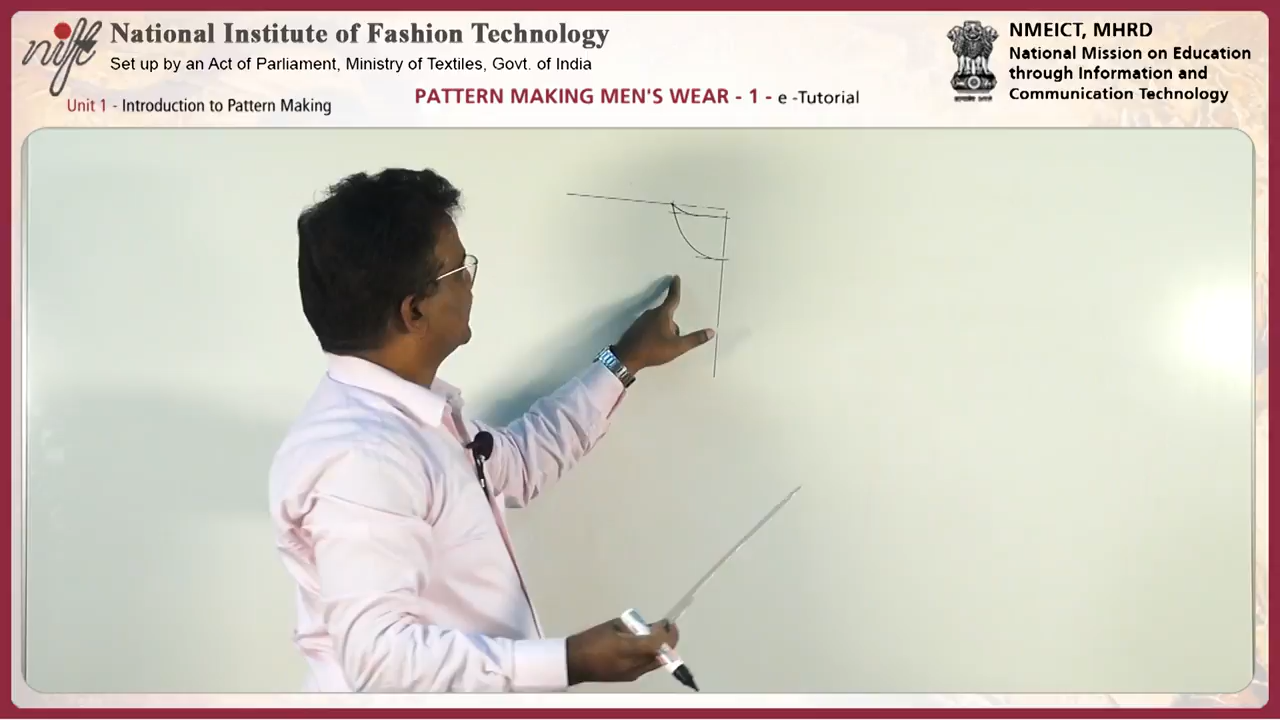 nift
National Institute of Fashion Technology
Set up by an Act of Parliament, Ministry of Textiles, Govt. of India
Unit 1 - Introduction to Pattern Making
PATTERN MAKING MEN'S WEAR - 1 - e -Tutorial
NMEICT, MHRD
National Mission on Education
through Information and
Communication Technology